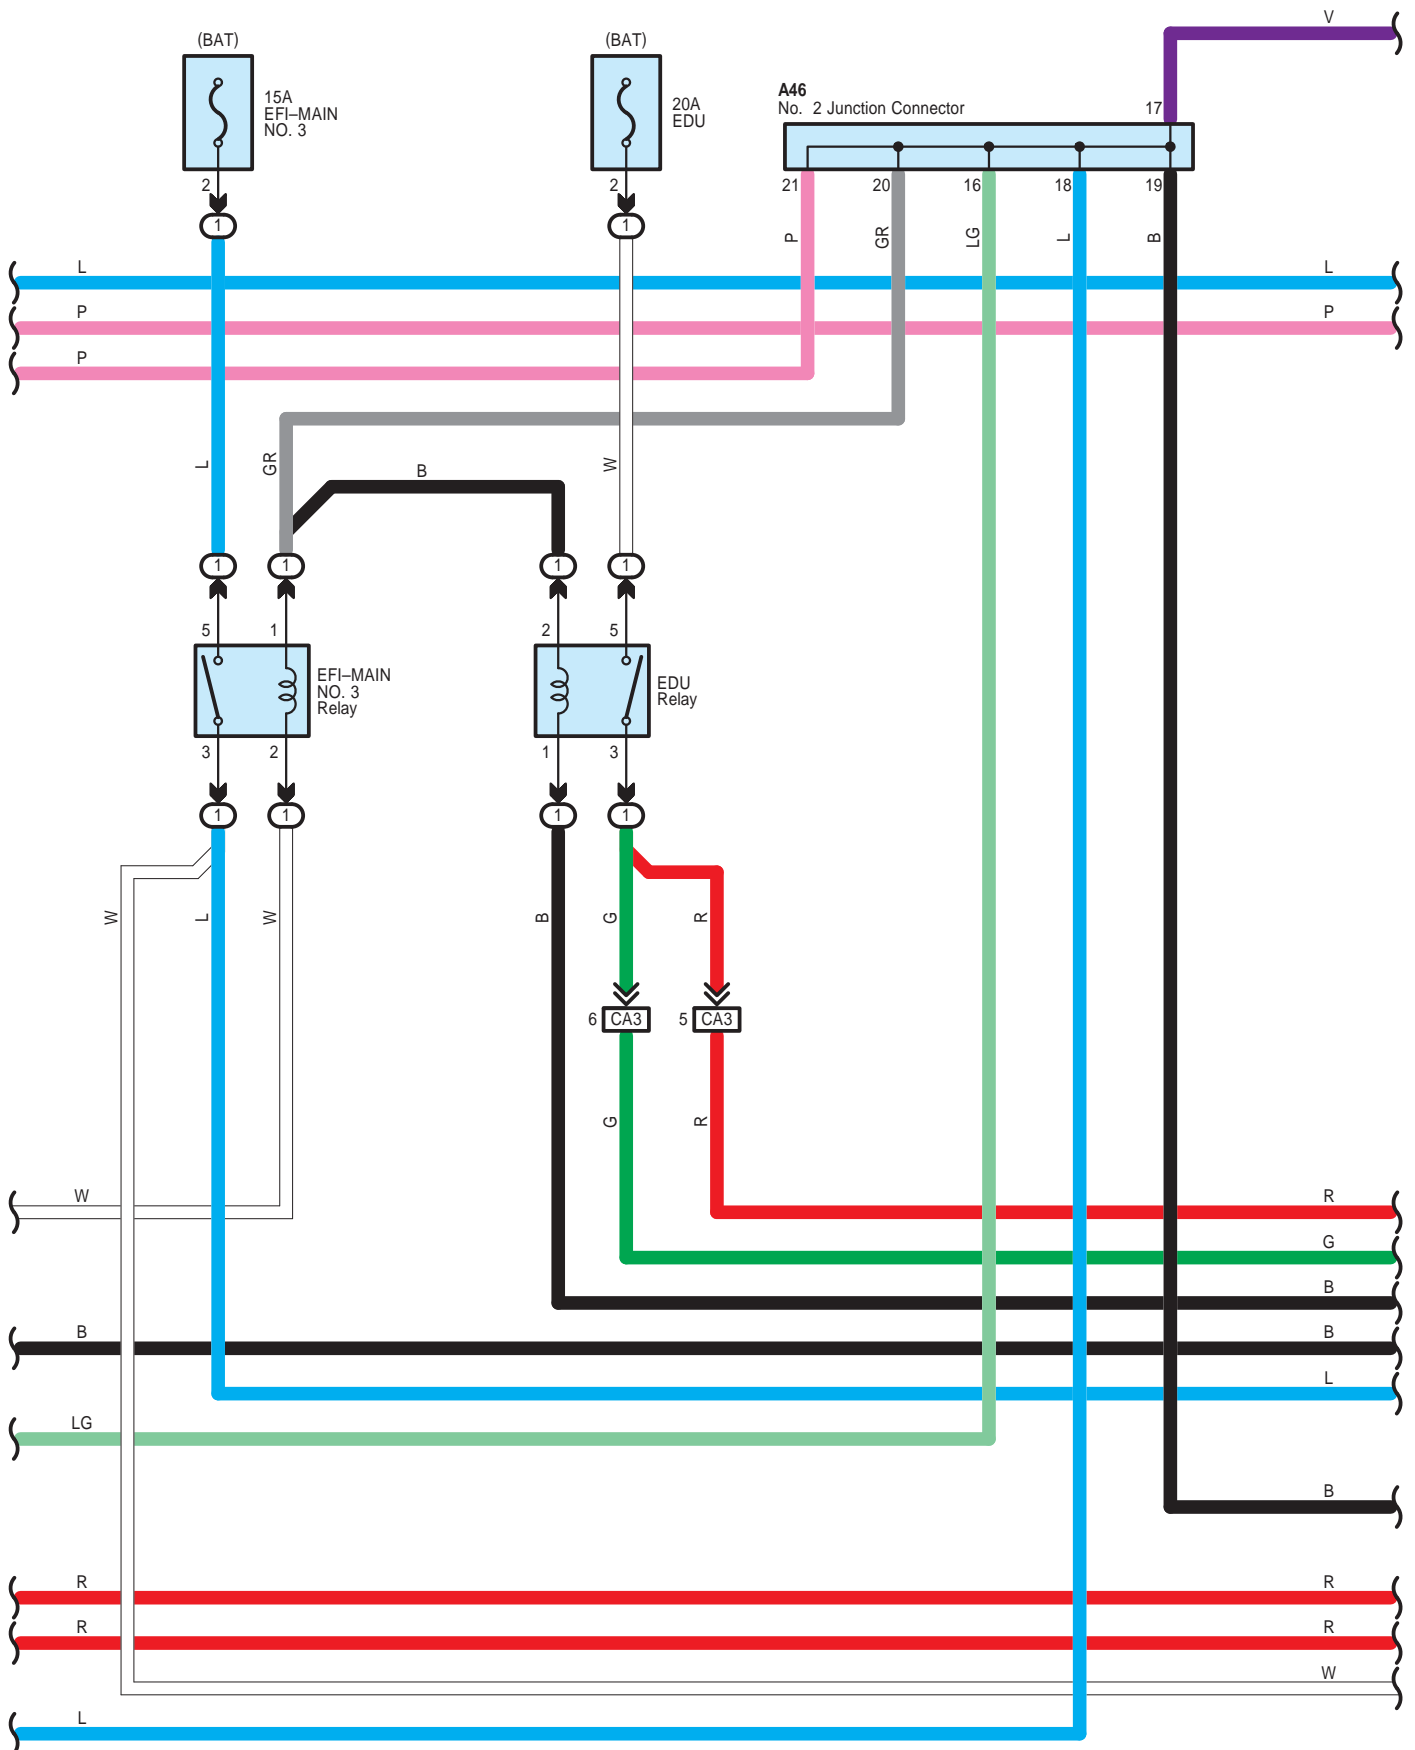 V
(BAT)
(BAT)
15A
EFI–MAIN
NO. 3
20A
EDU
A46
No. 2 Junction Connector
17
2
2
21
20
16
18
19
1
1
P
GR
LG
L
B
L
L
P
P
P
L
GR
B
W
1
1
1
1
5
1
2
5
EFI–MAIN
NO. 3
Relay
EDU
Relay
3
2
1
3
1
1
1
1
W
L
W
B
G
R
6
CA3
5
CA3
G
R
W
R
G
B
B
B
L
LG
B
R
R
R
R
W
L